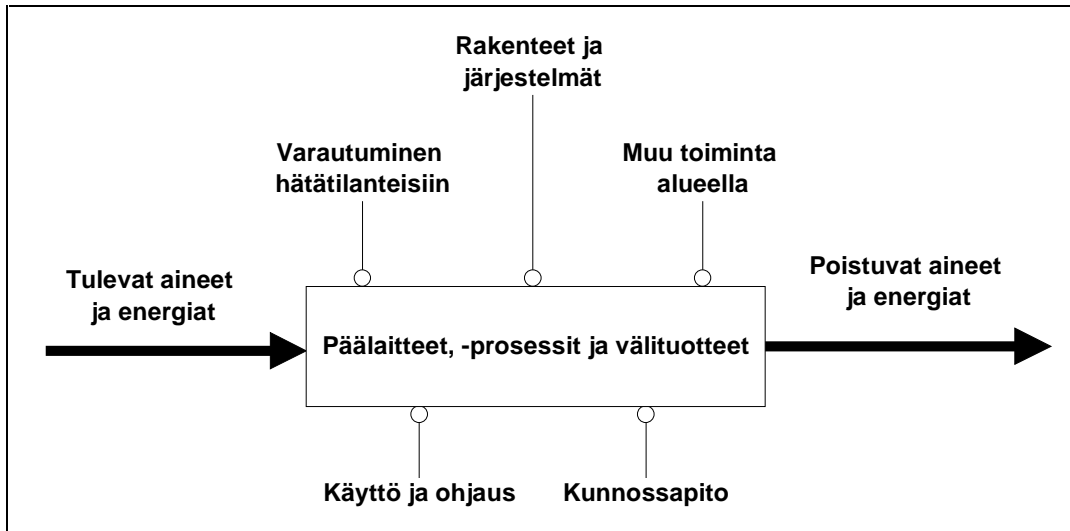 Rakenteet ja
järjestelmät
Varautuminen
hätätilanteisiin
Muu toiminta
alueella
Tulevat aineet
ja energiat
Poistuvat aineet
ja energiat
Päälaitteet, -prosessit ja välituotteet
Käyttö ja ohjaus
Kunnossapito